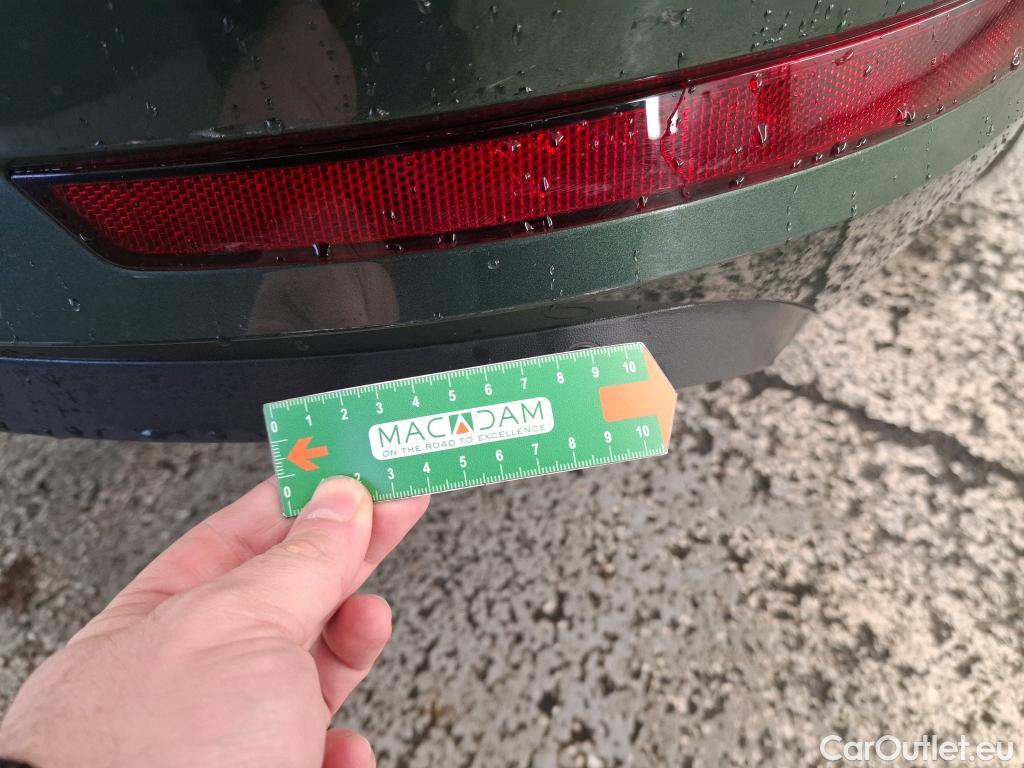 0 1 2 3 4 5 6 7 8 9 10
MACADAM
ON THE ROAD TO EXCELLENCE
0 2 3 4 5 6 7 8 9 10
CarOutlet.eu